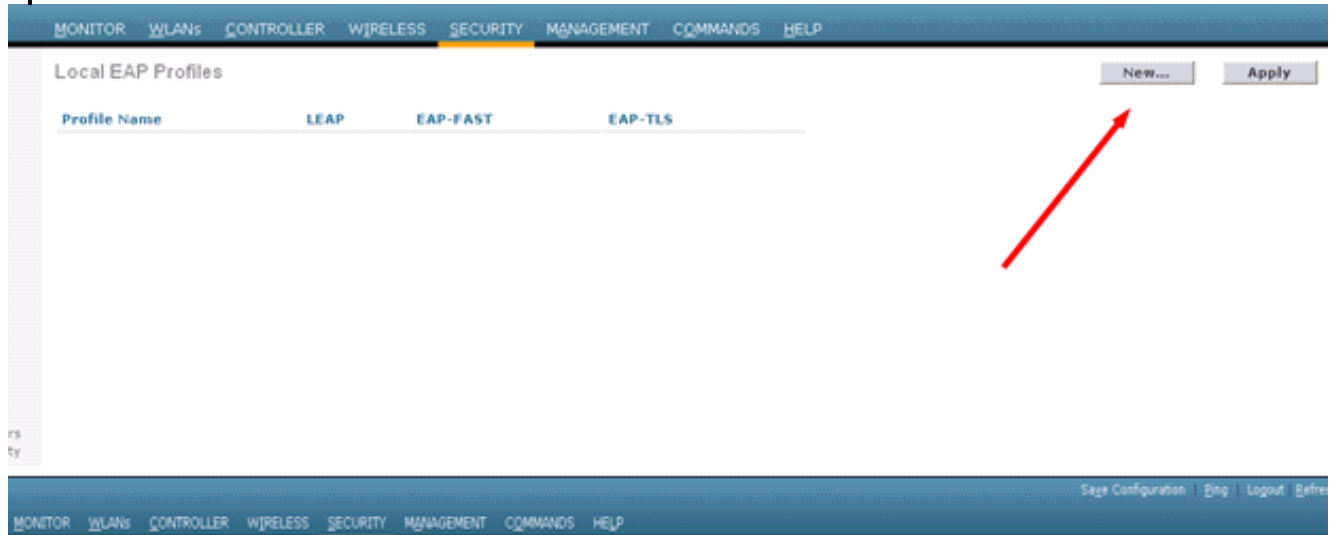 MONITOR WLANs CONTROLLER WIRELESS SECURITY MANAGEMENT COMMANDS HELP
Local EAP Profiles New... Apply
Profile Name LEAP EAP-FAST EAP-TLS
rs
ty
Save Configuration | Ping | Logout | Refres
MONITOR WLANs CONTROLLER WIRELESS SECURITY MANAGEMENT COMMANDS HELP